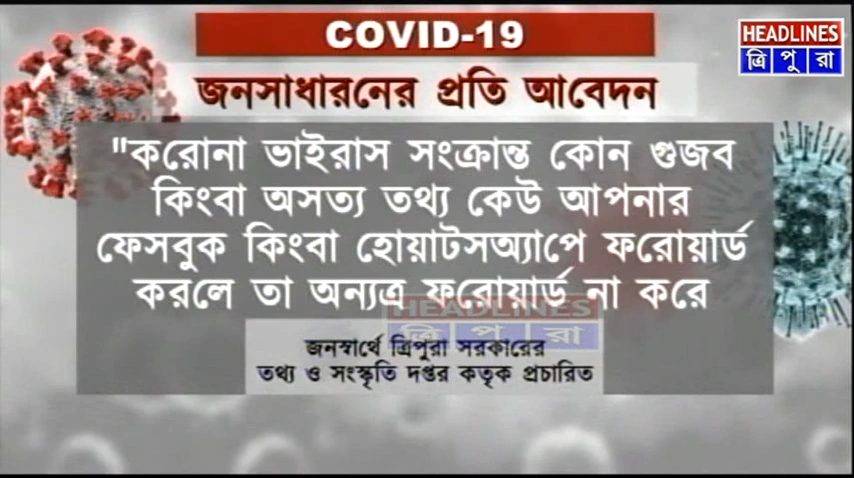 COVID-19
HEADLINES
ত্রিপুরা
জনসাধারনের প্রতি আবেদন
"করোনা ভাইরাস সংক্রান্ত কোন গুজব
কিংবা অসত্য তথ্য কেউ আপনার
ফেসবুক কিংবা হোয়াটসঅ্যাপে ফরোয়ার্ড
করলে তা অন্যত্র ফরোয়ার্ড না করে
HEADLINES
ত্রিপুরা
জনস্বার্থে ত্রিপুরা সরকারের
তথ্য ও সংস্কৃতি দপ্তর কতৃক প্রচারিত